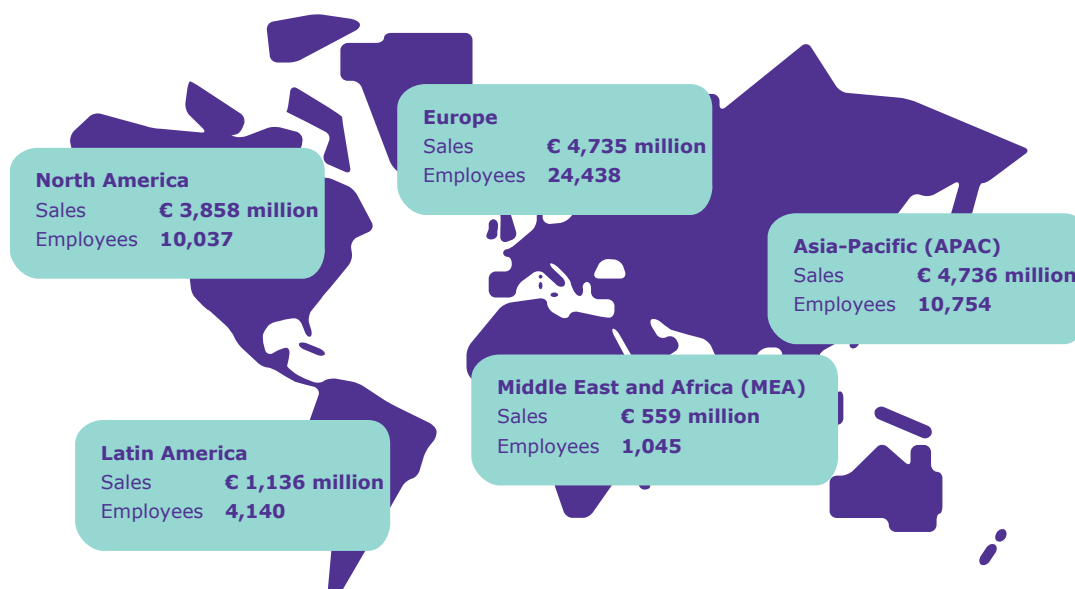 Europe
Sales € 4,735 million
Employees 24,438
North America
Sales € 3,858 million
Employees 10,037
Asia-Pacific (APAC)
Sales € 4,736 million
Employees 10,754
Middle East and Africa (MEA)
Sales € 559 million
Employees 1,045
Latin America
Sales € 1,136 million
Employees 4,140